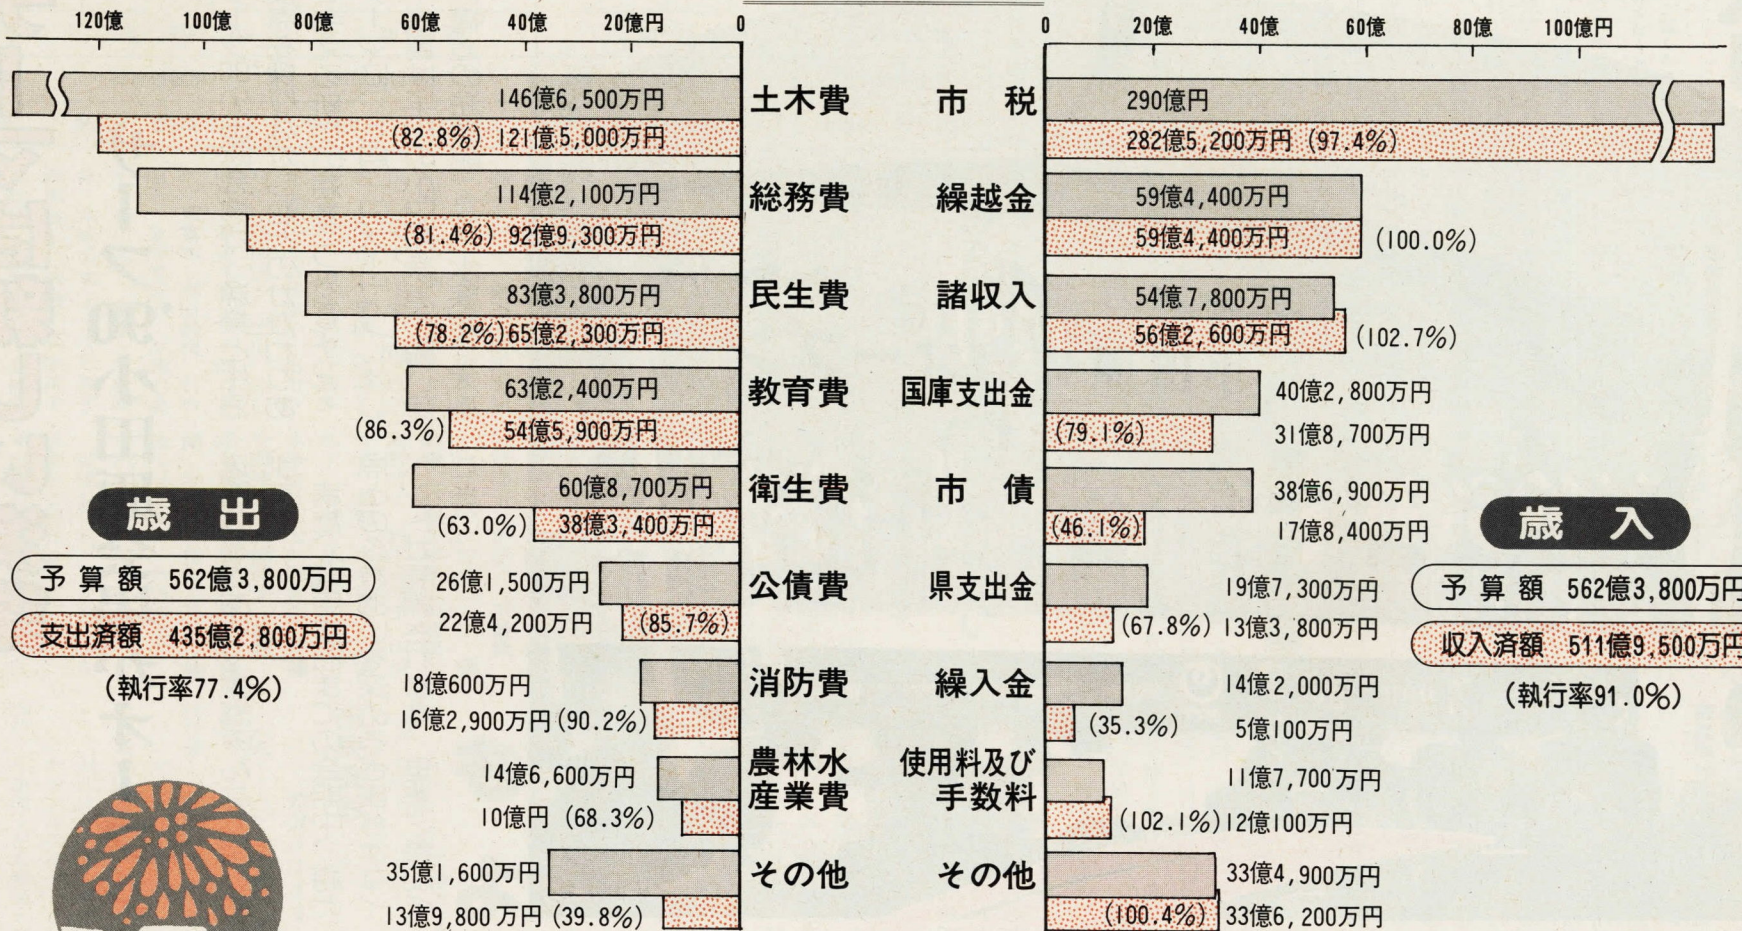 120億 100億 80億 60億 40億 20億円 0
0 20億 40億 60億 80億 100億円
146億6,500万円 土木費
(82.8%) 121億5,000万円
114億2,100万円 総務費
(81.4%) 92億9,300万円
83億3,800万円 民生費
(78.2%) 65億2,300万円
63億2,400万円 教育費
(86.3%) 54億5,900万円
60億8,700万円 衛生費
(63.0%) 38億3,400万円
26億1,500万円 公債費
22億4,200万円 (85.7%)
18億600万円 消防費
16億2,900万円 (90.2%)
14億6,600万円 農林水
産業費
10億円 (68.3%)
35億1,600万円 その他
13億9,800万円 (39.8%)
歳 出
予算額 562億3,800万円
支出済額 435億2,800万円
(執行率77.4%)
市 税 290億円
282億5,200万円 (97.4%)
繰越金 59億4,400万円
59億4,400万円 (100.0%)
諸収入 54億7,800万円
56億2,600万円 (102.7%)
国庫支出金 40億2,800万円
(79.1%) 31億8,700万円
市 債 38億6,900万円
(46.1%) 17億8,400万円
県支出金 19億7,300万円
(67.8%) 13億3,800万円
繰入金 14億2,000万円
(35.3%) 5億100万円
使用料及び 11億7,700万円
手数料
(102.1%) 12億100万円
その他 33億4,900万円
(100.4%) 33億6,200万円
歳 入
予算額 562億3,800万円
収入済額 511億9,500万円
(執行率91.0%)